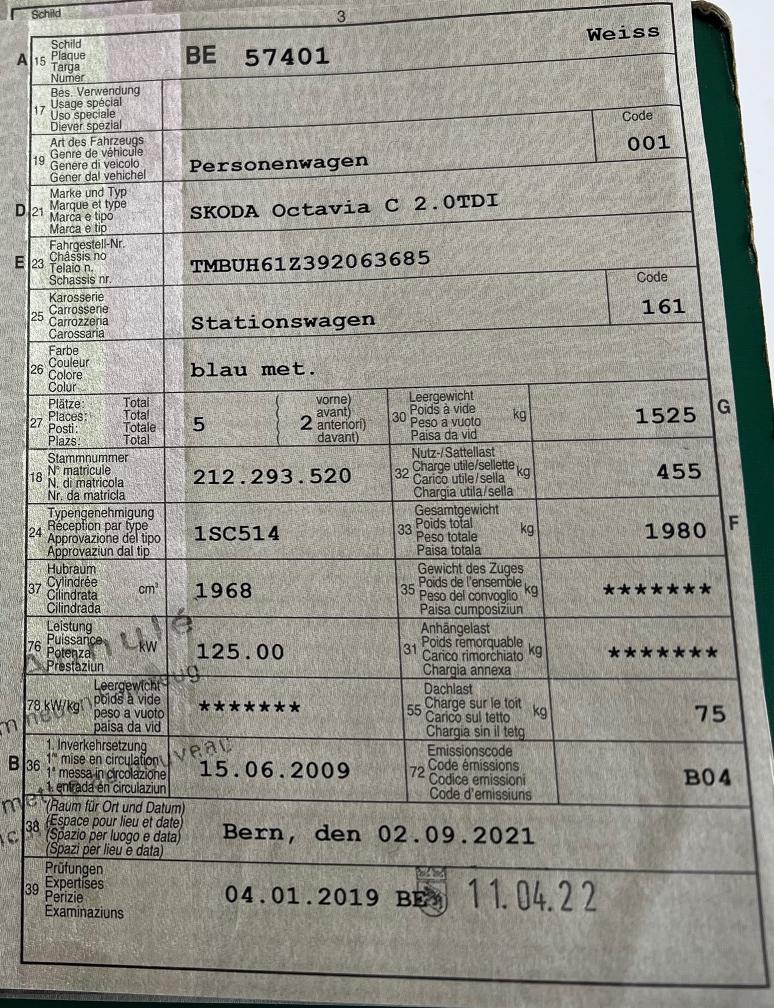 Schild
3
A 15 Schild
Plaque
Targa
Numer
BE 57401
Weiss
17 Bes. Verwendung
Usage spécial
Uso speciale
Diever spezial
19 Art des Fahrzeugs
Genre de véhicule
Genere di veicolo
Gener dal vehichel
Personenwagen
Code
001
D 21 Marke und Typ
Marque et type
Marca e tipo
Marca e tip
SKODA Octavia C 2.0TDI
E 23 Fahrgestell-Nr.
Châssis no
Telaio n.
Schassis nr.
TMBUH61Z392063685
25 Karosserie
Carrosserie
Carrozzeria
Carossaria
Stationswagen
Code
161
26 Farbe
Couleur
Colore
Colur
blau met.
27 Plätze: Total
Places: Total
Posti: Totale
Plazs: Total
5
2
vorne)
avant)
anteriori)
davant)
30 Leergewicht
Poids à vide
Peso a vuoto
Paisa da vid
kg
1525
G
18 Stammnummer
N° matricule
N. di matricola
Nr. da matricla
212.293.520
32 Nutz-/Sattellast
Charge utile/sellette
Carico utile/sella
Chargia utila/sella
kg
455
24 Typengenehmigung
Réception par type
Approvazione del tipo
Approvaziun dal tip
1SC514
33 Gesamtgewicht
Poids total
Peso totale
Paisa totala
kg
1980
F
37 Hubraum
Cylindrée
Cilindrata
Cilindrada
cm³
1968
35 Gewicht des Zuges
Poids de l'ensemble
Peso del convoglio
Paisa cumposiziun
kg
*******
76 Leistung
Puissance
Potenza
Prestaziun
kW
125.00
31 Anhängelast
Poids remorquable
Carico rimorchiato
Chargia annexa
kg
*******
78 kW/kg
Leergewicht
poids à vide
peso a vuoto
paisa da vid
*******
55 Dachlast
Charge sur le toit
Carico sul tetto
Chargia sin il tetg
kg
75
B 36 1. Inverkehrsetzung
1re mise en circulation
1a messa in circolazione
1. entrada en circulaziun
15.06.2009
72 Emissionscode
Code émissions
Codice emissioni
Code d'emissiuns
B04
38 (Raum für Ort und Datum)
(Espace pour lieu et date)
(Spazio per luogo e data)
(Spazi per lieu e data)
Bern, den 02.09.2021
39 Prüfungen
Expertises
Perizie
Examinaziuns
04.01.2019 BE
11.04.22